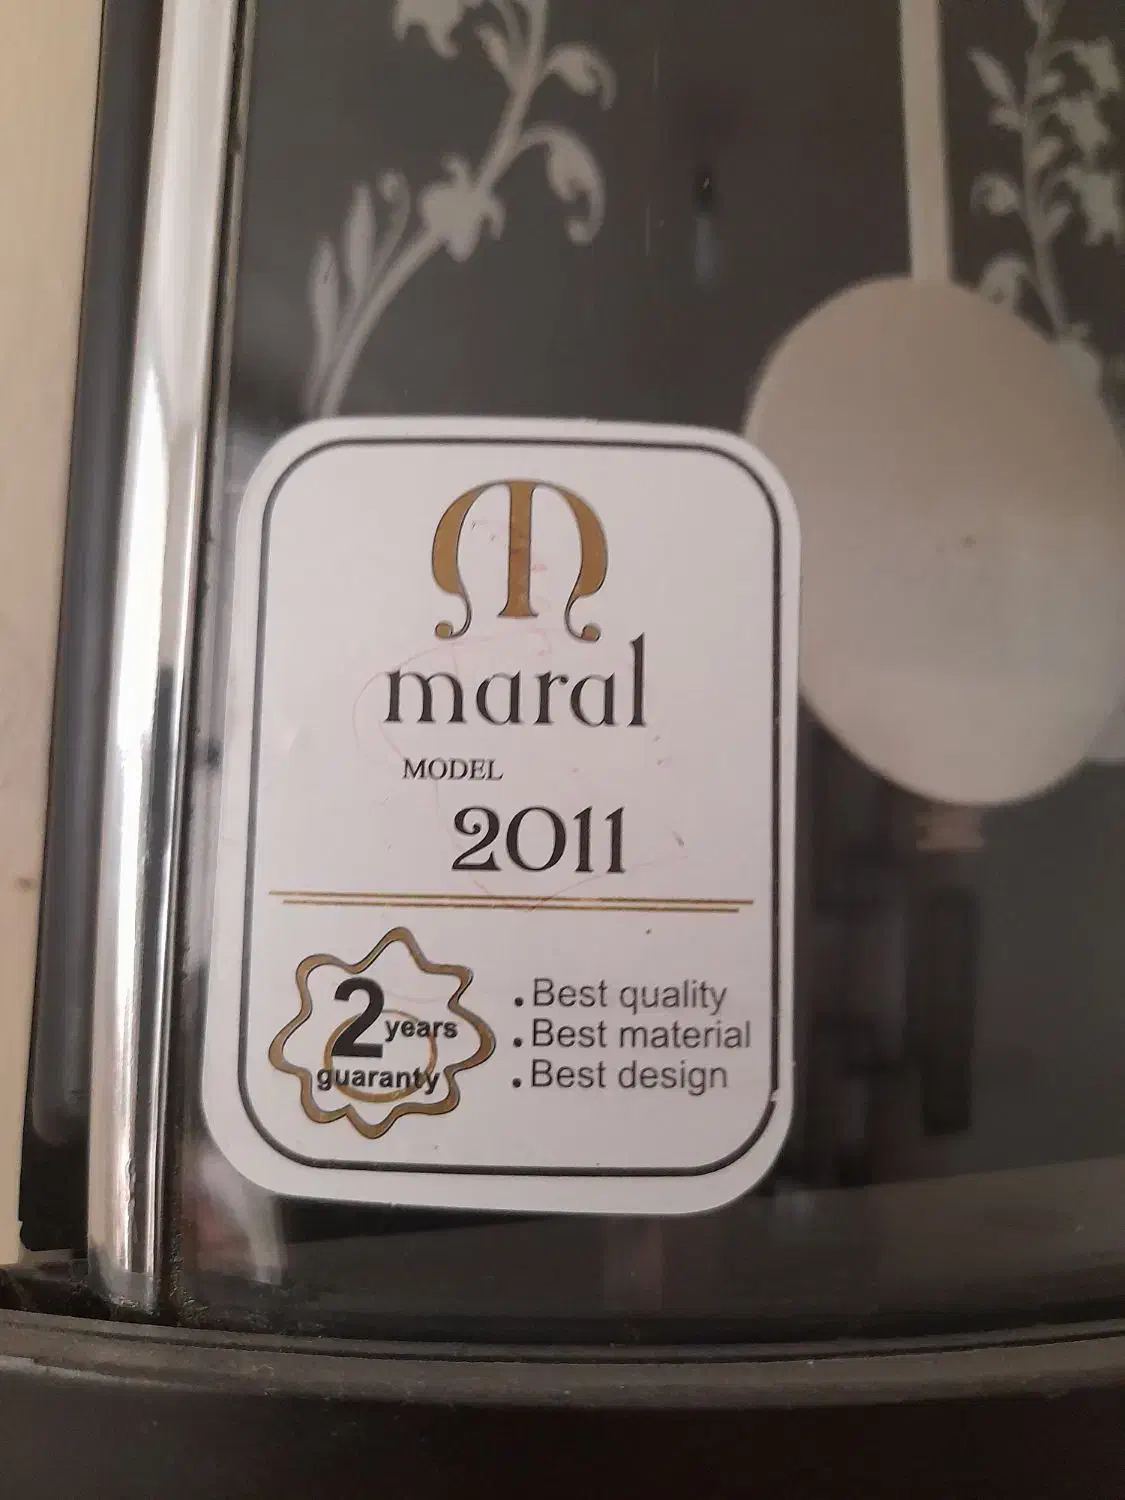 maral
MODEL
2011
2 years
guaranty
. Best quality
. Best material
. Best design